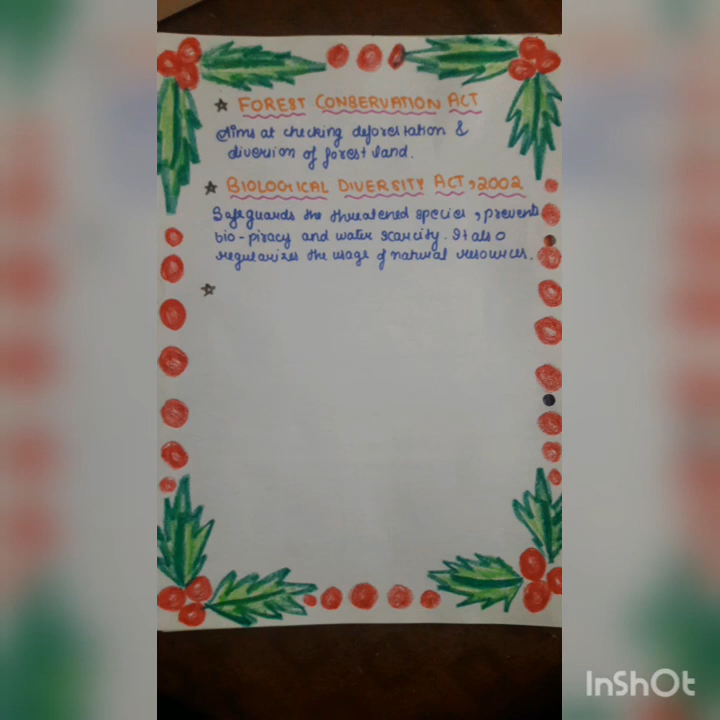 ☆ FOREST CONSERVATION ACT
Aims at checking deforestation &
diversion of forest land.
☆ BIOLOGICAL DIVERSITY ACT, 2002
Safeguards the threatened species, prevents
bio-piracy and water scarcity. It also
regularizes the usage of natural resources.
☆
InShOt